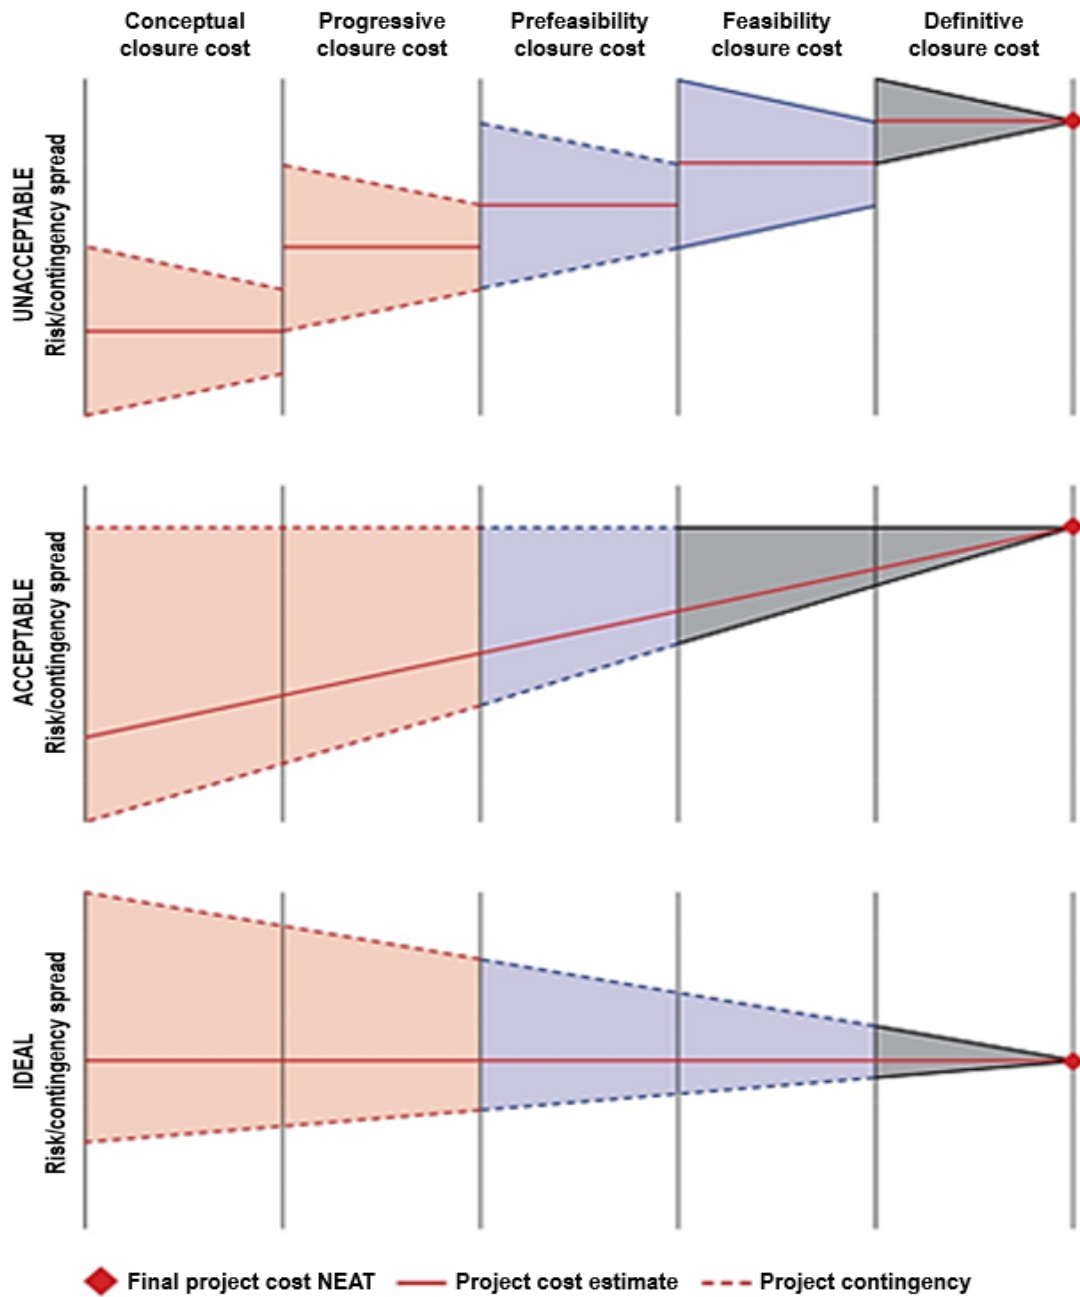 Conceptual
closure cost
Progressive
closure cost
Prefeasibility
closure cost
Feasibility
closure cost
Definitive
closure cost
UNACCEPTABLE
Risk/contingency spread
ACCEPTABLE
Risk/contingency spread
IDEAL
Risk/contingency spread
Final project cost NEAT
Project cost estimate
Project contingency